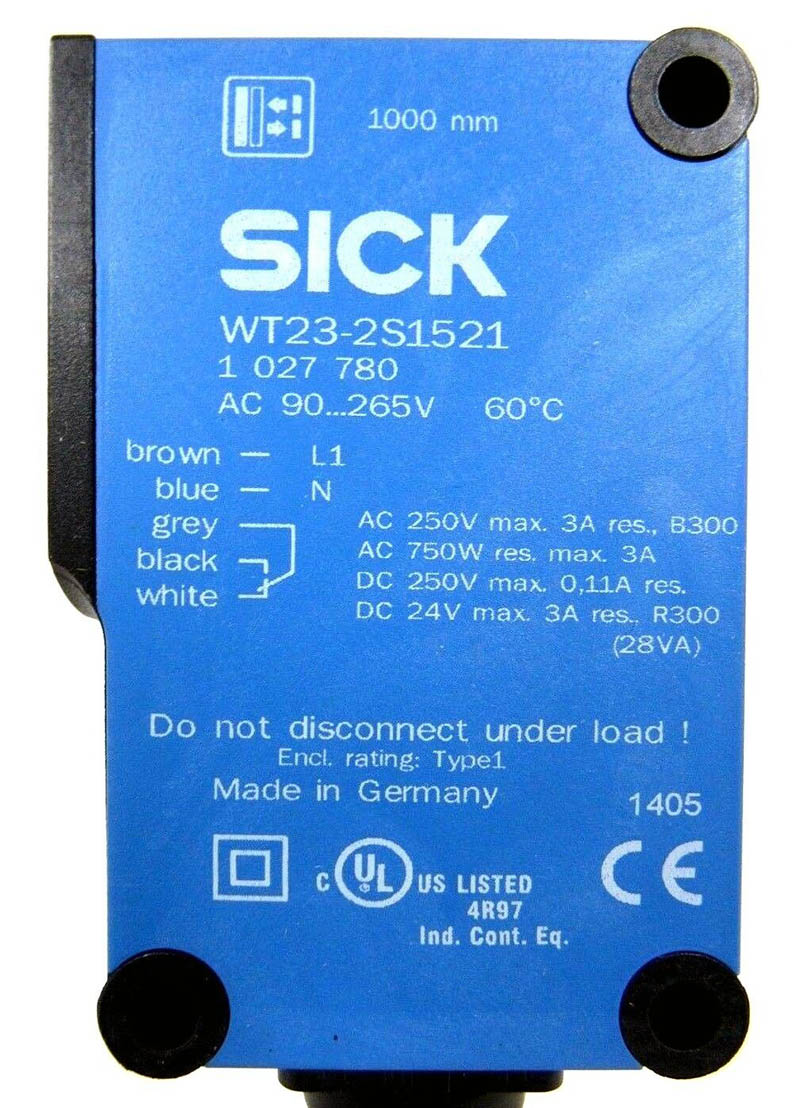 1000 mm
SICK
WT23-2S1521
1 027 780
AC 90...265V 60°C
brown — L1
blue — N
grey
black
white
AC 250V max. 3A res., B300
AC 750W res. max. 3A
DC 250V max. 0,11A res.
DC 24V max. 3A res., R300
(28VA)
Do not disconnect under load !
Encl. rating: Type1
Made in Germany
1405
C UL US LISTED
4R97
Ind. Cont. Eq.
CE